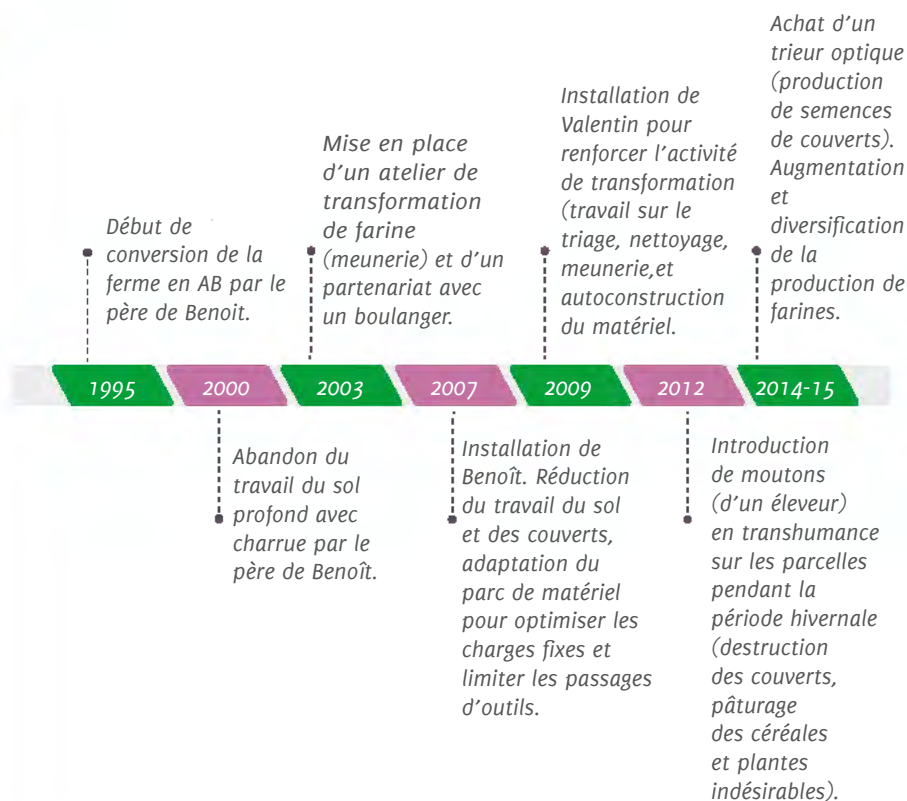 Début de
conversion de la
ferme en AB par le
père de Benoit.
Mise en place
d'un atelier de
transformation
de farine
(meunerie) et d'un
partenariat avec
un boulanger.
Installation de
Valentin pour
renforcer l'activité
de transformation
(travail sur le
triage, nettoyage,
meunerie,et
autoconstruction
du matériel.
Achat d'un
trieur optique
(production
de semences
de couverts).
Augmentation
et
diversification
de la
production de
farines.
1995 2000 2003 2007 2009 2012 2014-15
Abandon du
travail du sol
profond avec
charrue par le
père de Benoît.
Installation de
Benoît. Réduction
du travail du sol
et des couverts,
adaptation du
parc de matériel
pour optimiser les
charges fixes et
limiter les passages
d'outils.
Introduction
de moutons
(d'un éleveur)
en transhumance
sur les parcelles
pendant la
période hivernale
(destruction
des couverts,
pâturage
des céréales
et plantes
indésirables).